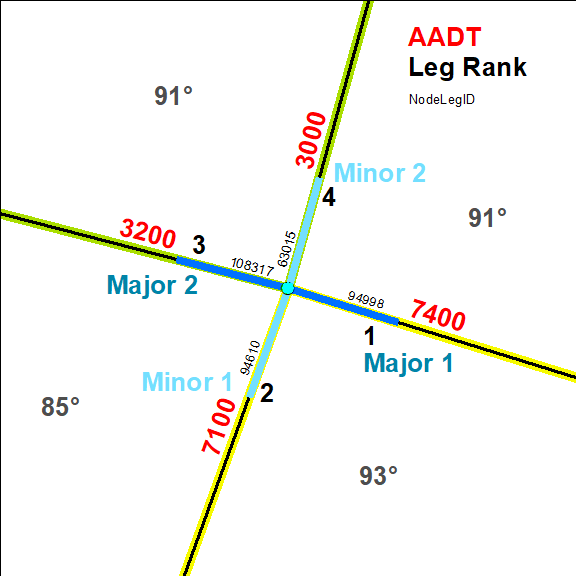 AADT
Leg Rank
NodeLegID
91°
3000
Minor 2
4
91°
3200
3
63015
108317
Major 2
94998
7400
1
Major 1
94610
Minor 1
2
7100
85°
93°